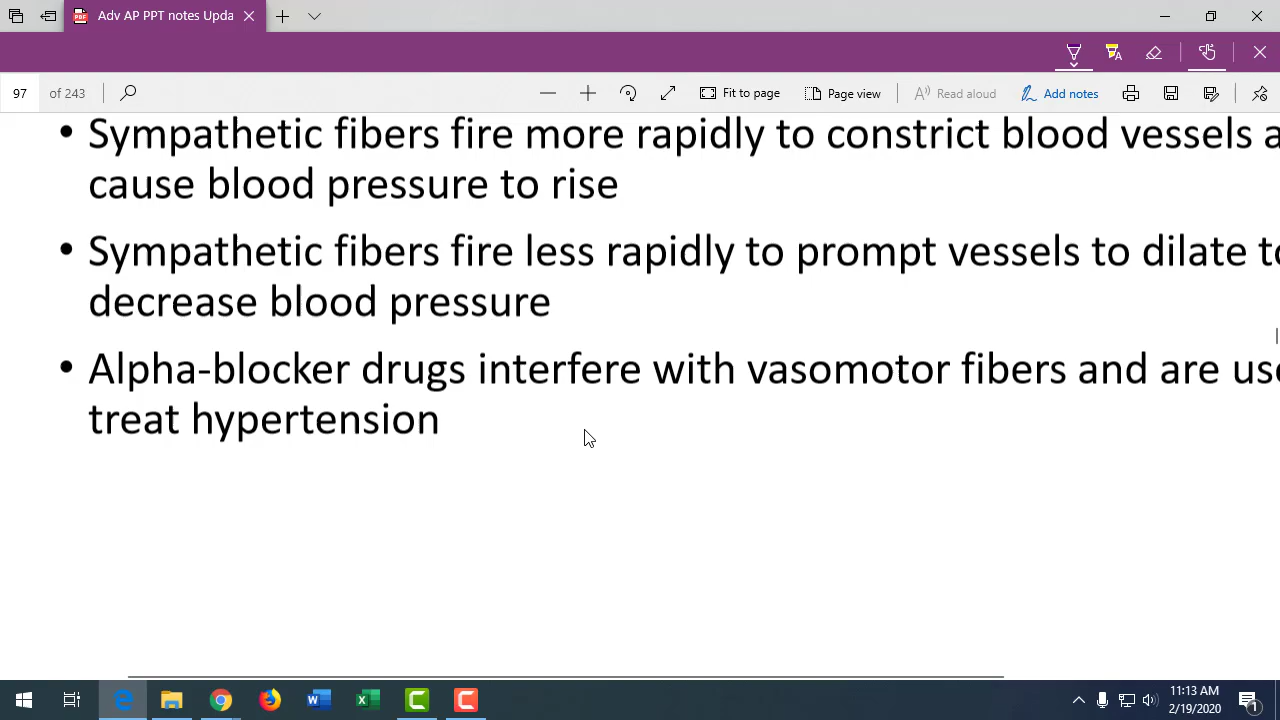 Adv AP PPT notes Upda
97 of 243 Fit to page Page view Read aloud Add notes
• Sympathetic fibers fire more rapidly to constrict blood vessels
cause blood pressure to rise
• Sympathetic fibers fire less rapidly to prompt vessels to dilate to
decrease blood pressure
• Alpha-blocker drugs interfere with vasomotor fibers and are
treat hypertension
11:13 AM
2/19/2020